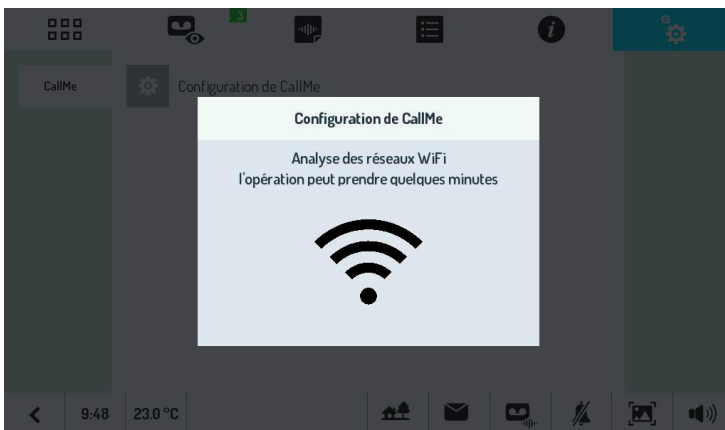 3
CallMe
Configuration de CallMe
Configuration de CallMe
Analyse des réseaux WiFi
l'opération peut prendre quelques minutes
9:48
23.0 °C